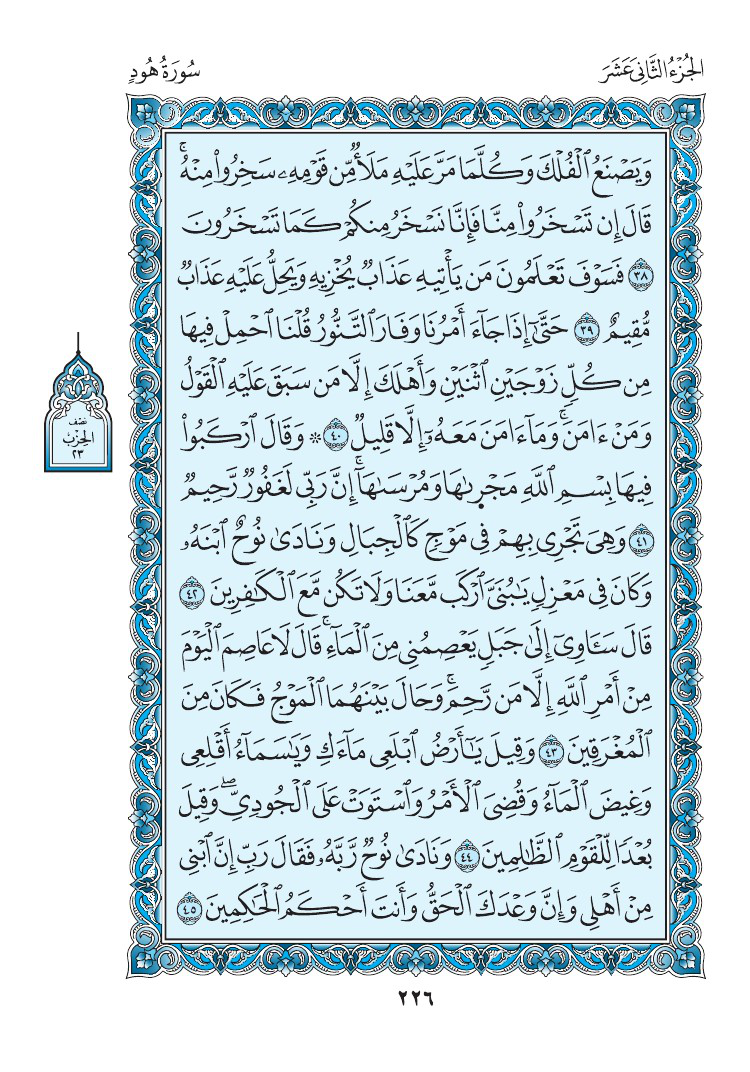 الجُزْءُ الثَّانِي عَشَرَ
سُورَةُ هُودٍ
وَيَصْنَعُ ٱلْفُلْكَ وَكُلَّمَا مَرَّ عَلَيْهِ مَلَأٌ مِّن قَوْمِهِۦ سَخِرُوا۟ مِنْهُ ۚ
قَالَ إِن تَسْخَرُوا۟ مِنَّا فَإِنَّا نَسْخَرُ مِنكُمْ كَمَا تَسْخَرُونَ
٣٨ فَسَوْفَ تَعْلَمُونَ مَن يَأْتِيهِ عَذَابٌ يُخْزِيهِ وَيَحِلُّ عَلَيْهِ عَذَابٌ
مُّقِيمٌ ٣٩ حَتَّىٰٓ إِذَا جَآءَ أَمْرُنَا وَفَارَ ٱلتَّنُّورُ قُلْنَا ٱحْمِلْ فِيهَا
مِن كُلٍّ زَوْجَيْنِ ٱثْنَيْنِ وَأَهْلَكَ إِلَّا مَن سَبَقَ عَلَيْهِ ٱلْقَوْلُ
وَمَنْ ءَامَنَ ۚ وَمَآ ءَامَنَ مَعَهُۥٓ إِلَّا قَلِيلٌ ٤٠ ۞ وَقَالَ ٱرْكَبُوا۟
فِيهَا بِسْمِ ٱللَّهِ مَجْر۪ىٰهَا وَمُرْسَىٰهَآ ۚ إِنَّ رَبِّى لَغَفُورٌ رَّحِيمٌ
٤١ وَهِىَ تَجْرِى بِهِمْ فِى مَوْجٍ كَٱلْجِبَالِ وَنَادَىٰ نُوحٌ ٱبْنَهُۥ
وَكَانَ فِى مَعْزِلٍ يَٰبُنَىَّ ٱرْكَب مَّعَنَا وَلَا تَكُن مَّعَ ٱلْكَٰفِرِينَ ٤٢
قَالَ سَـَٔاوِىٓ إِلَىٰ جَبَلٍ يَعْصِمُنِى مِنَ ٱلْمَآءِ ۚ قَالَ لَا عَاصِمَ ٱلْيَوْمَ
مِنْ أَمْرِ ٱللَّهِ إِلَّا مَن رَّحِمَ ۚ وَحَالَ بَيْنَهُمَا ٱلْمَوْجُ فَكَانَ مِنَ
ٱلْمُغْرَقِينَ ٤٣ وَقِيلَ يَٰٓأَرْضُ ٱبْلَعِى مَآءَكِ وَيَٰسَمَآءُ أَقْلِعِى
وَغِيضَ ٱلْمَآءُ وَقُضِىَ ٱلْأَمْرُ وَٱسْتَوَتْ عَلَى ٱلْجُودِىِّ ۖ وَقِيلَ
بُعْدًا لِّلْقَوْمِ ٱلظَّٰلِمِينَ ٤٤ وَنَادَىٰ نُوحٌ رَّبَّهُۥ فَقَالَ رَبِّ إِنَّ ٱبْنِى
مِنْ أَهْلِى وَإِنَّ وَعْدَكَ ٱلْحَقُّ وَأَنتَ أَحْكَمُ ٱلْحَٰكِمِينَ ٤٥
نِصْف
الحِزْب
٢٣
٢٢٦